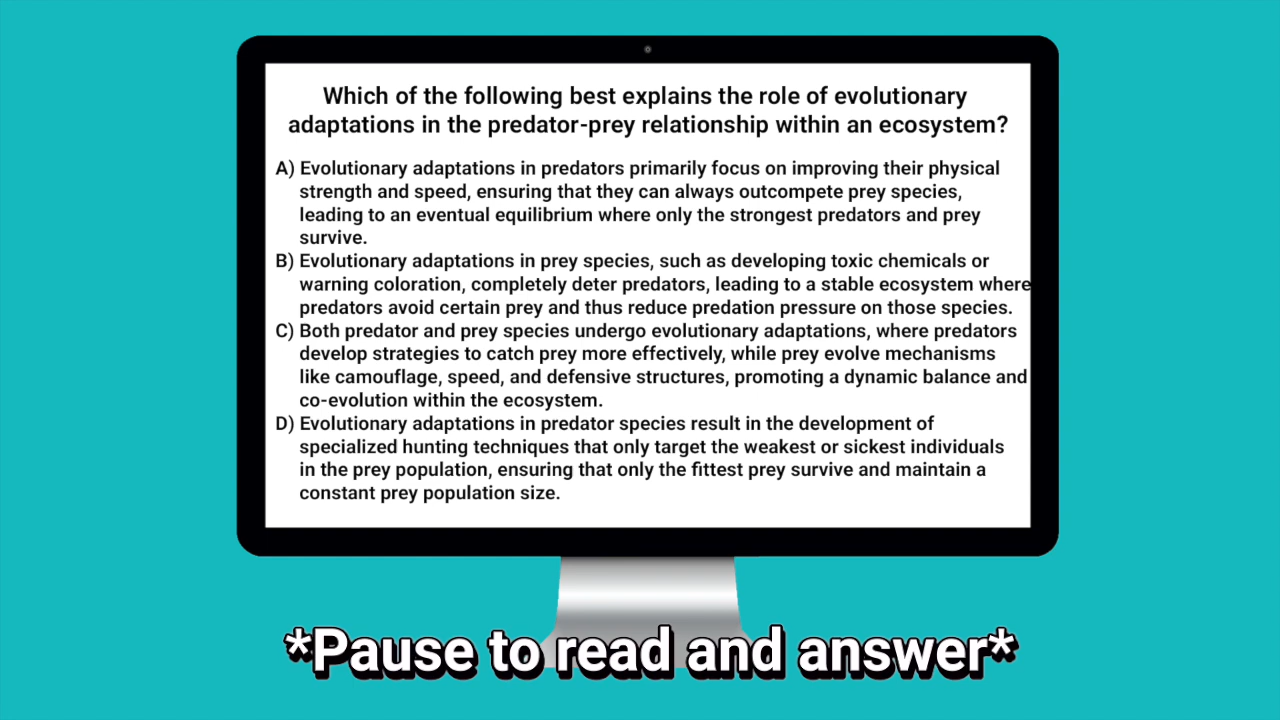 Which of the following best explains the role of evolutionary
adaptations in the predator-prey relationship within an ecosystem?
A) Evolutionary adaptations in predators primarily focus on improving their physical
strength and speed, ensuring that they can always outcompete prey species,
leading to an eventual equilibrium where only the strongest predators and prey
survive.
B) Evolutionary adaptations in prey species, such as developing toxic chemicals or
warning coloration, completely deter predators, leading to a stable ecosystem where
predators avoid certain prey and thus reduce predation pressure on those species.
C) Both predator and prey species undergo evolutionary adaptations, where predators
develop strategies to catch prey more effectively, while prey evolve mechanisms
like camouflage, speed, and defensive structures, promoting a dynamic balance and
co-evolution within the ecosystem.
D) Evolutionary adaptations in predator species result in the development of
specialized hunting techniques that only target the weakest or sickest individuals
in the prey population, ensuring that only the fittest prey survive and maintain a
constant prey population size.
*Pause to read and answer*